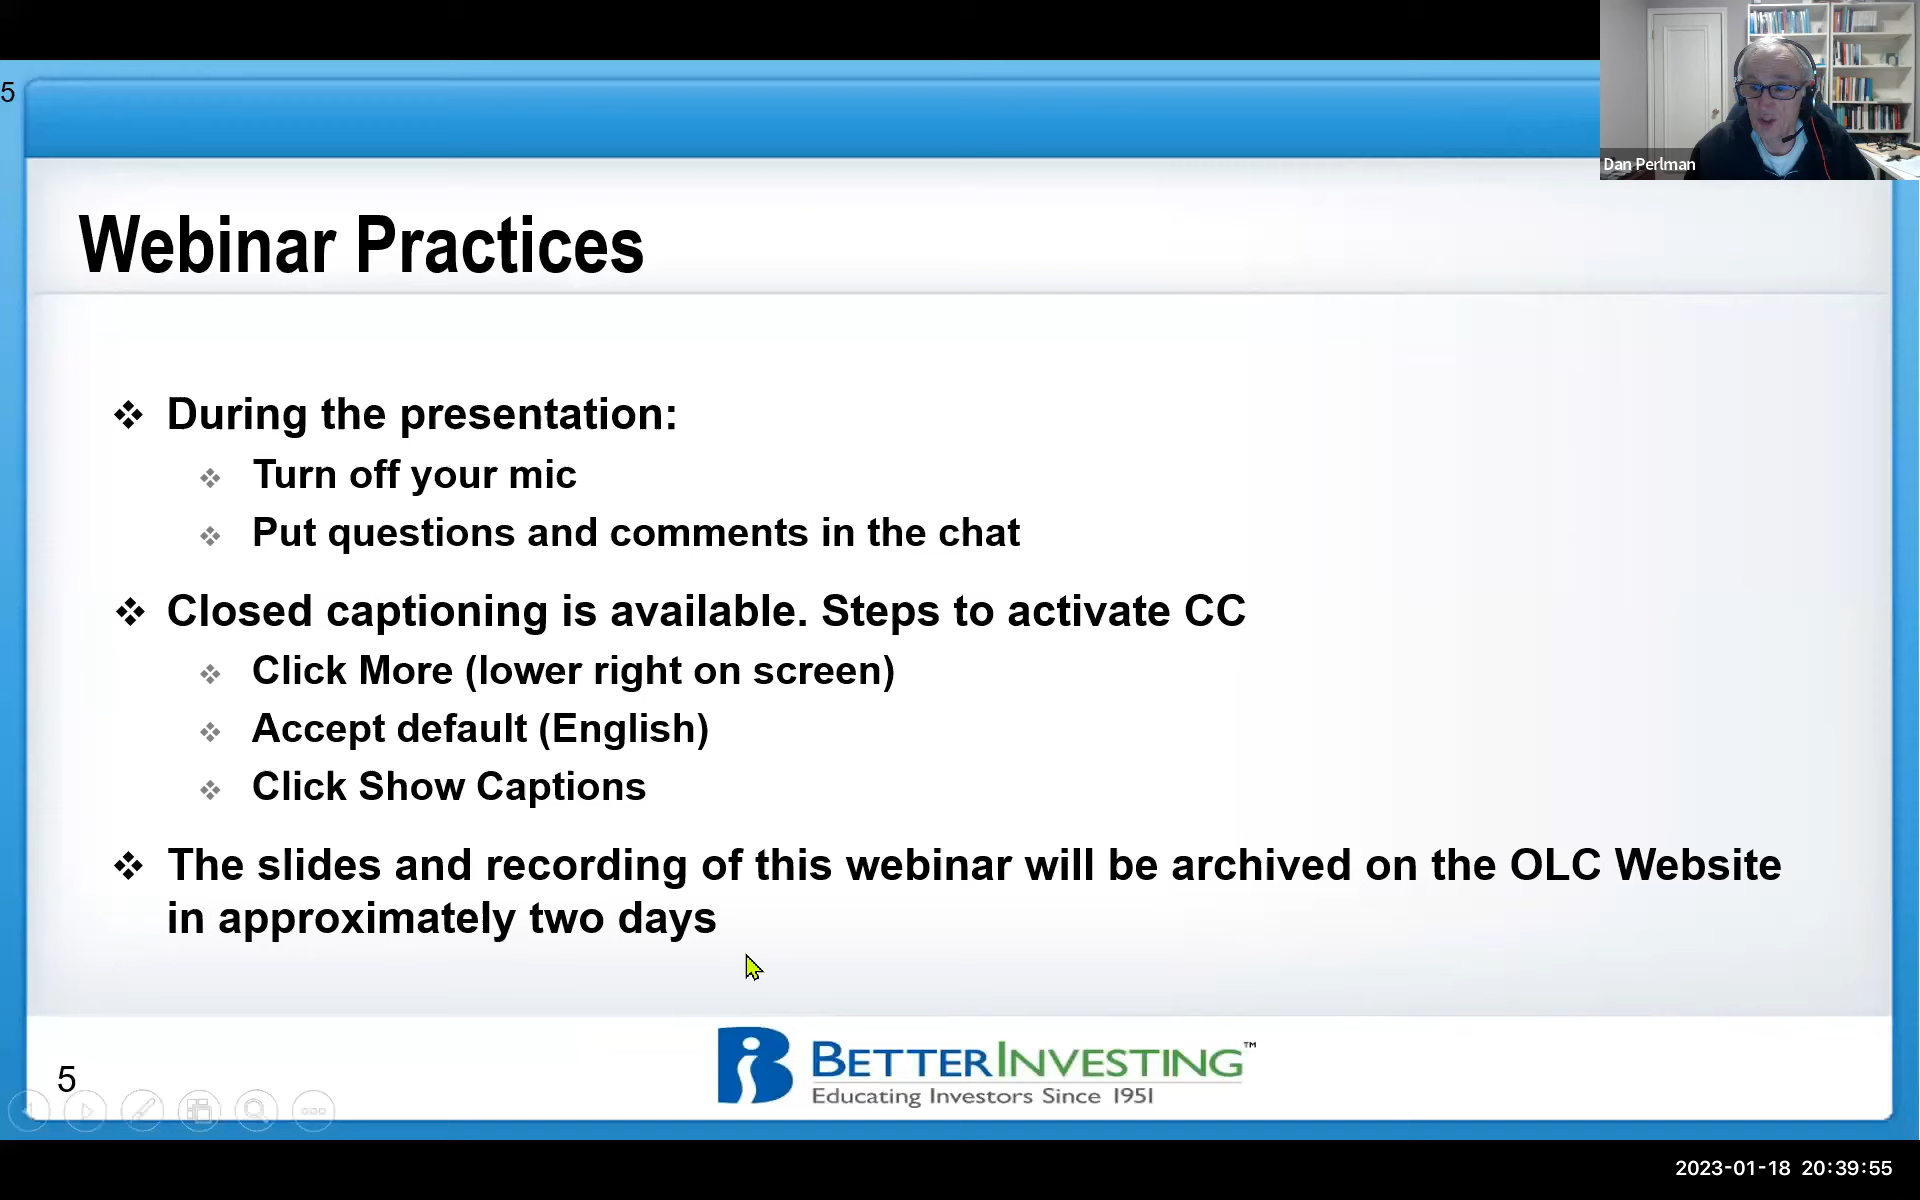 5
Dan Perlman
Webinar Practices
During the presentation:
Turn off your mic
Put questions and comments in the chat
Closed captioning is available. Steps to activate CC
Click More (lower right on screen)
Accept default (English)
Click Show Captions
The slides and recording of this webinar will be archived on the OLC Website
in approximately two days
BETTERINVESTING™
Educating Investors Since 1951
5
2023-01-18 20:39:55